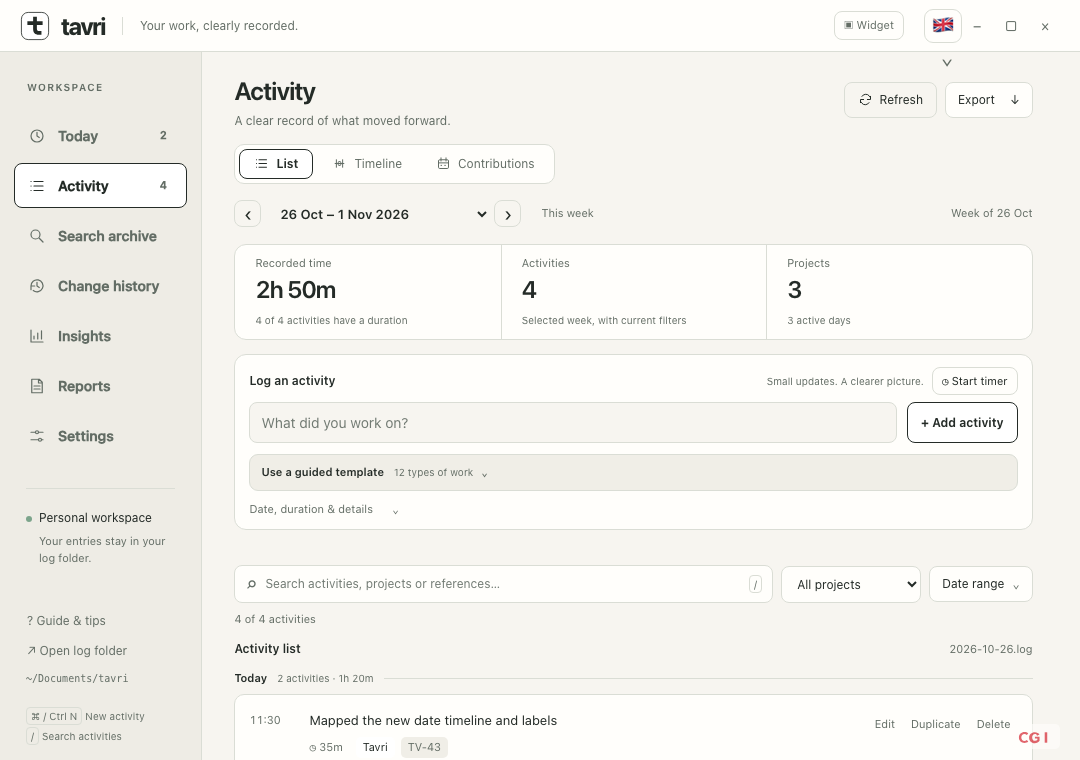 tavri
Your work, clearly recorded.
Widget
WORKSPACE
Today 2
Activity 4
Search archive
Change history
Insights
Reports
Settings
Personal workspace
Your entries stay in your
log folder.
? Guide & tips
↗ Open log folder
~/Documents/tavri
⌘ / Ctrl N New activity
/ Search activities
Activity
A clear record of what moved forward.
Refresh
Export ↓
List
Timeline
Contributions
‹ 26 Oct – 1 Nov 2026 › This week
Week of 26 Oct
Recorded time
2h 50m
4 of 4 activities have a duration
Activities
4
Selected week, with current filters
Projects
3
3 active days
Log an activity
Small updates. A clearer picture.
Start timer
What did you work on?
+ Add activity
Use a guided template 12 types of work
Date, duration & details
Search activities, projects or references...
/
All projects
Date range
4 of 4 activities
Activity list
2026-10-26.log
Today 2 activities · 1h 20m
11:30 Mapped the new date timeline and labels
Edit Duplicate Delete
35m Tavri TV-43
CGI